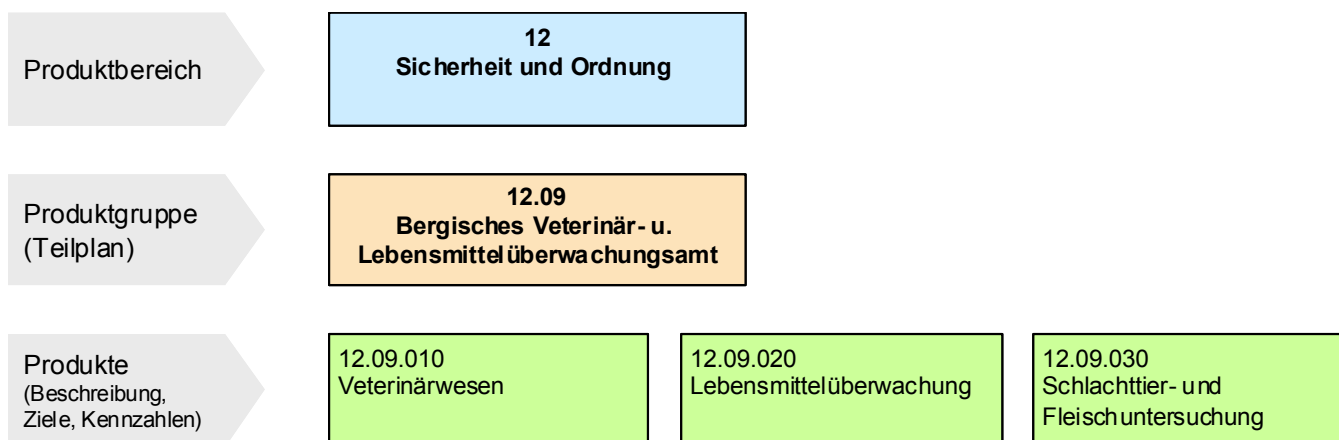 Produktbereich
12
Sicherheit und Ordnung
Produktgruppe
(Teilplan)
12.09
Bergisches Veterinär- u.
Lebensmittelüberwachungsamt
Produkte
(Beschreibung,
Ziele, Kennzahlen)
12.09.010
Veterinärwesen
12.09.020
Lebensmittelüberwachung
12.09.030
Schlachttier- und
Fleischuntersuchung